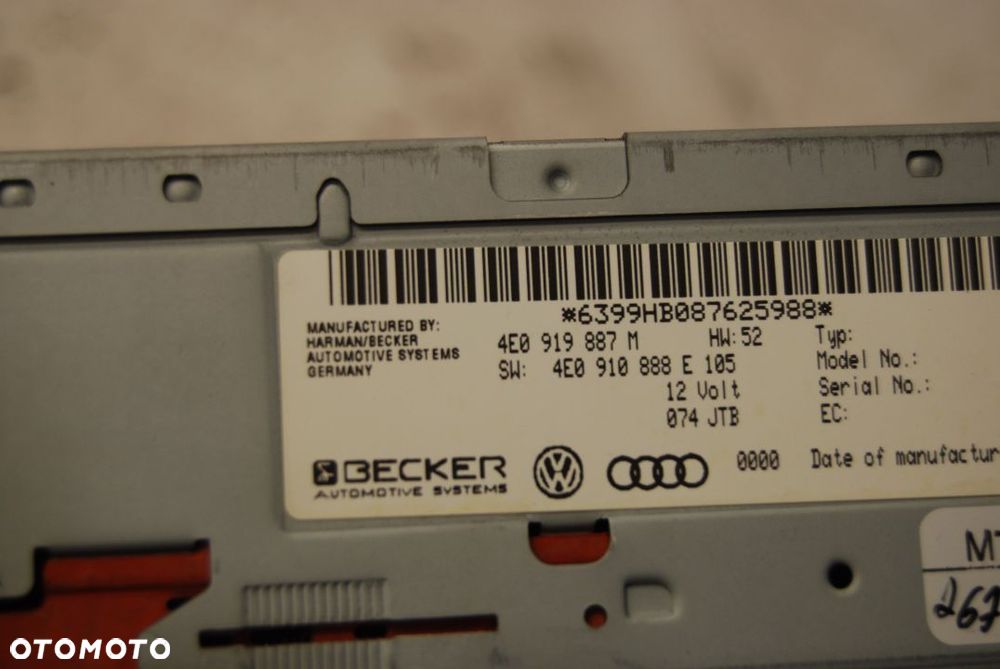 *6399HB087625988*
MANUFACTURED BY:
HARMAN/BECKER
AUTOMOTIVE SYSTEMS
GERMANY
4E0 919 887 M HW:52
SW: 4E0 910 888 E 105
12 Volt
074 JTB
Typ:
Model No.:
Serial No.:
EC:
BECKER
AUTOMOTIVE SYSTEMS
0000 Date of manufactur
267
OTOMOTO